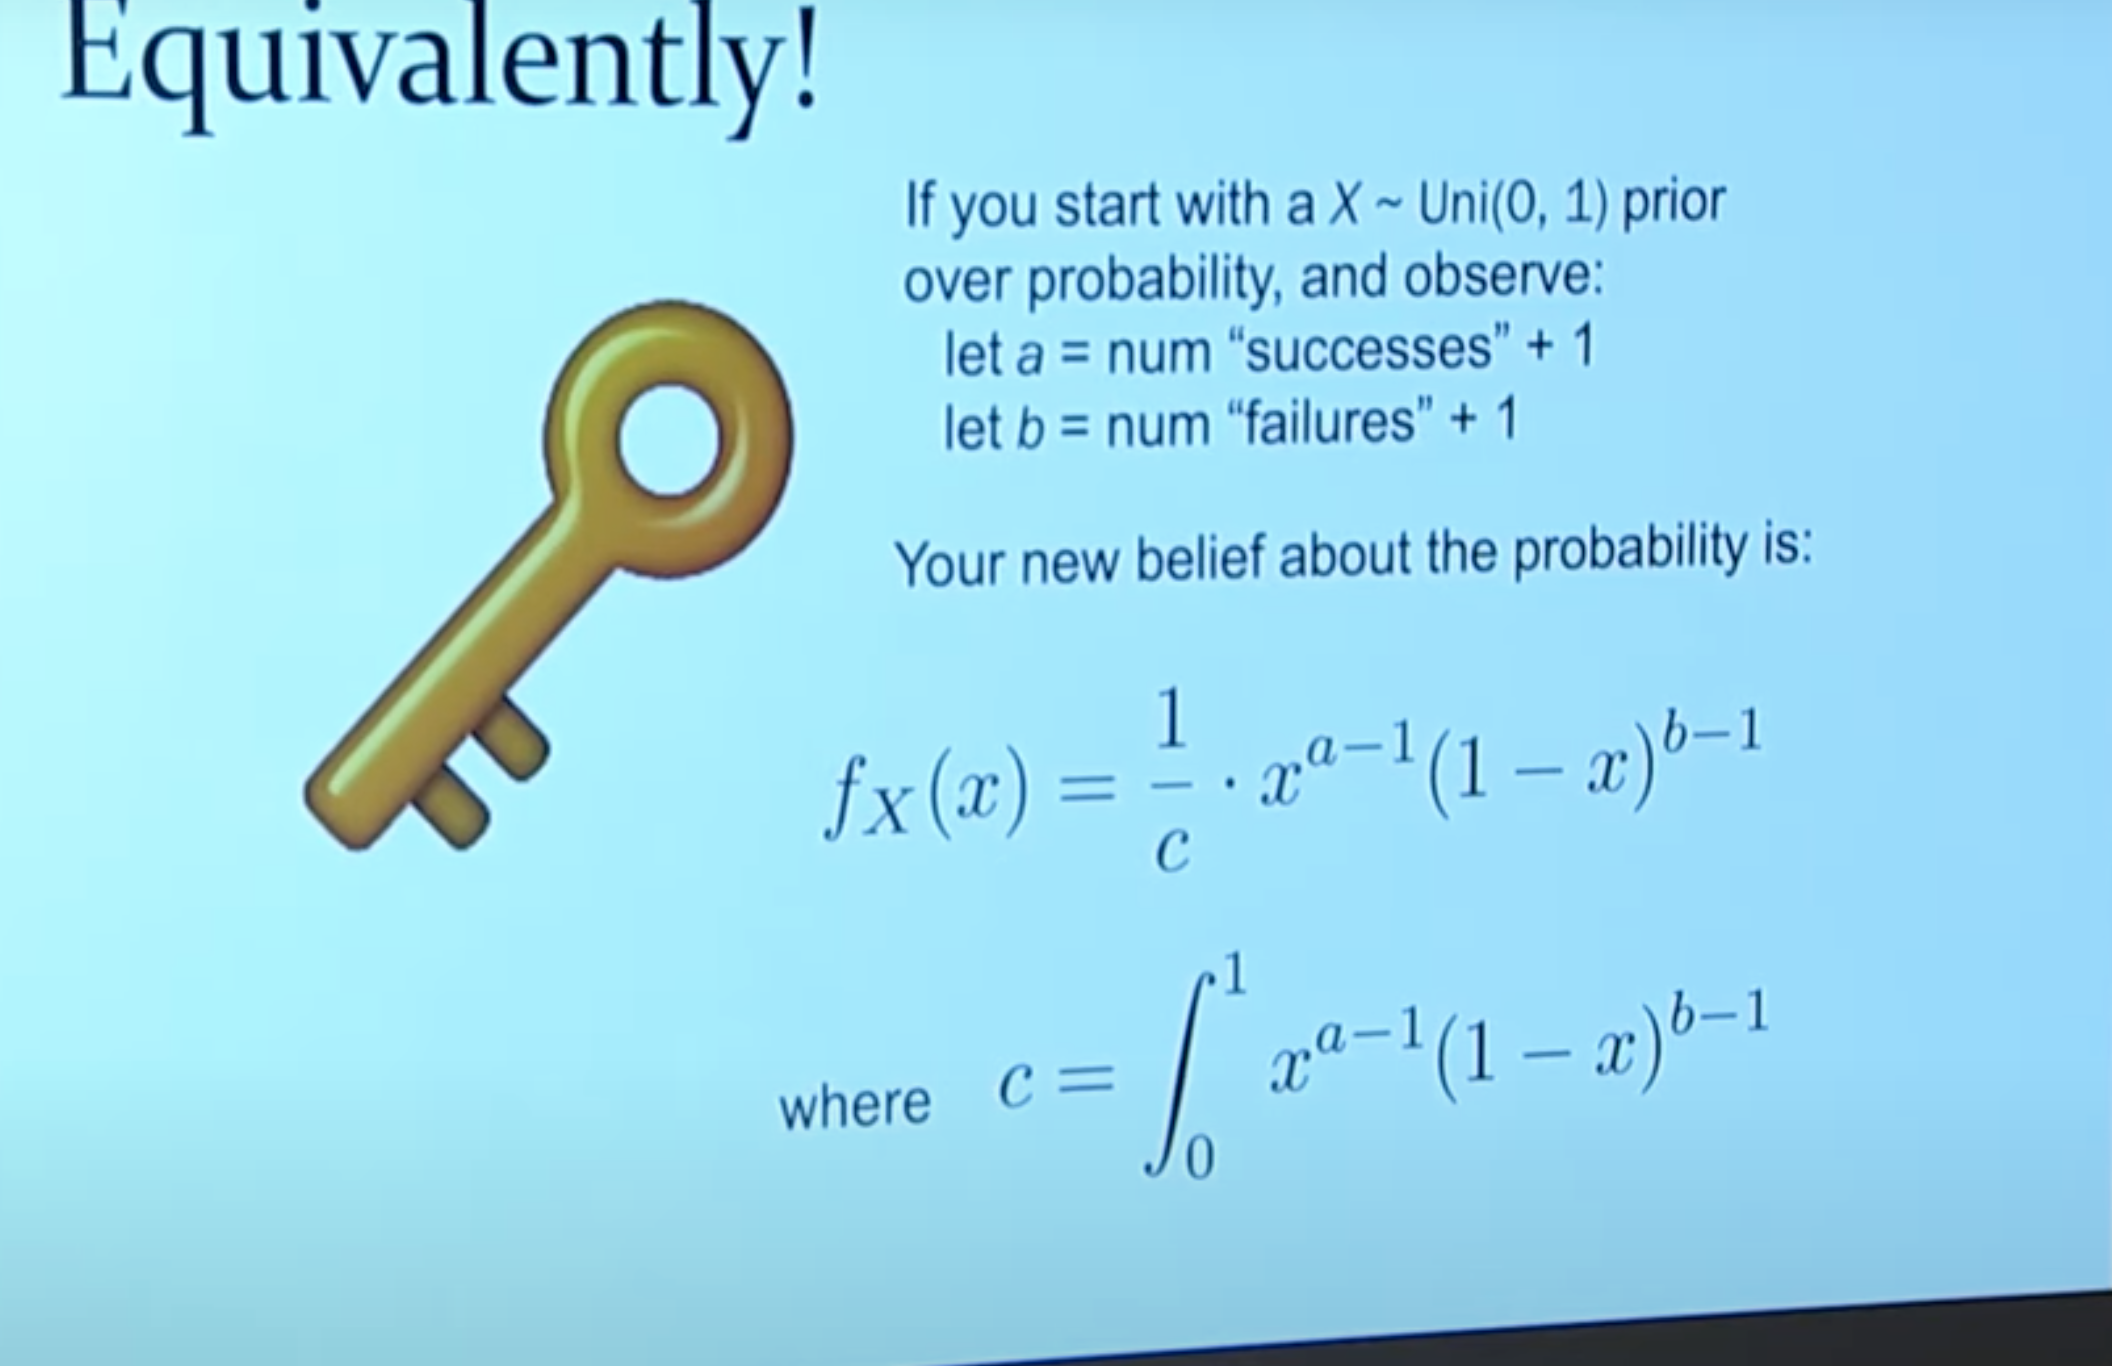 Equivalently!
If you start with a X ~ Uni(0, 1) prior
over probability, and observe:
let a = num “successes” + 1
let b = num “failures” + 1
Your new belief about the probability is:
f_X(x) = \frac{1}{c} \cdot x^{a-1}(1 - x)^{b-1}
where c = \int_0^1 x^{a-1}(1 - x)^{b-1}